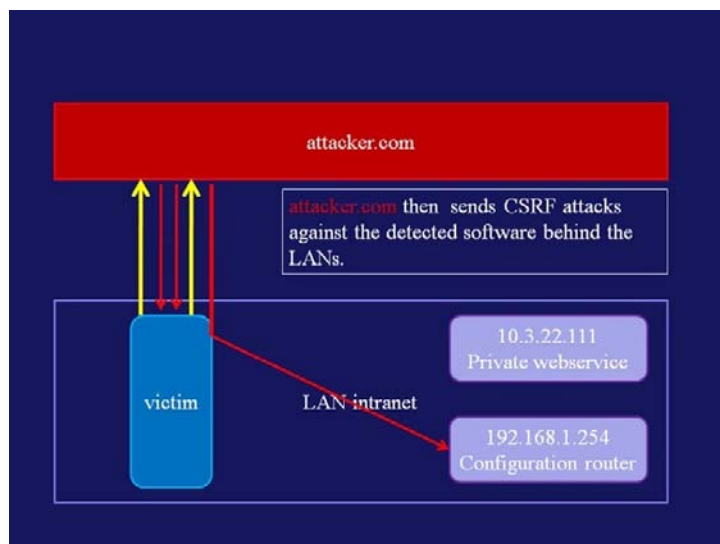 attacker.com
attacker.com then sends CSRF attacks
against the detected software behind the
LANs.
10.3.22.111
Private webservice
victim
LAN intranet
192.168.1.254
Configuration router